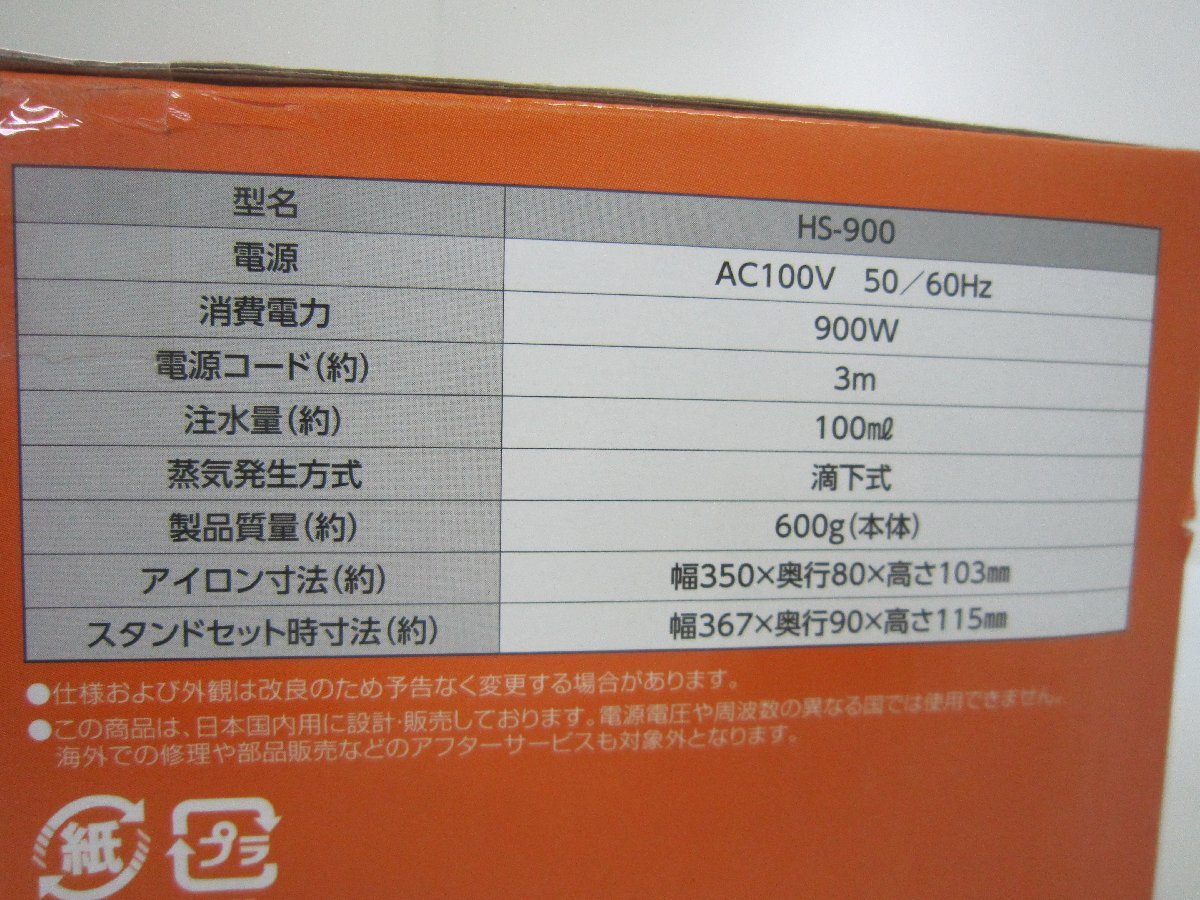 型名 HS-900
電源 AC100V 50／60Hz
消費電力 900W
電源コード(約) 3m
注水量(約) 100㎖
蒸気発生方式 滴下式
製品質量(約) 600g(本体)
アイロン寸法(約) 幅350×奥行80×高さ103㎜
スタンドセット時寸法(約) 幅367×奥行90×高さ115㎜
●仕様および外観は改良のため予告なく変更する場合があります。
●この商品は、日本国内用に設計・販売しております。電源電圧や周波数の異なる国では使用できません。
海外での修理や部品販売などのアフターサービスも対象外となります。
紙 プラ